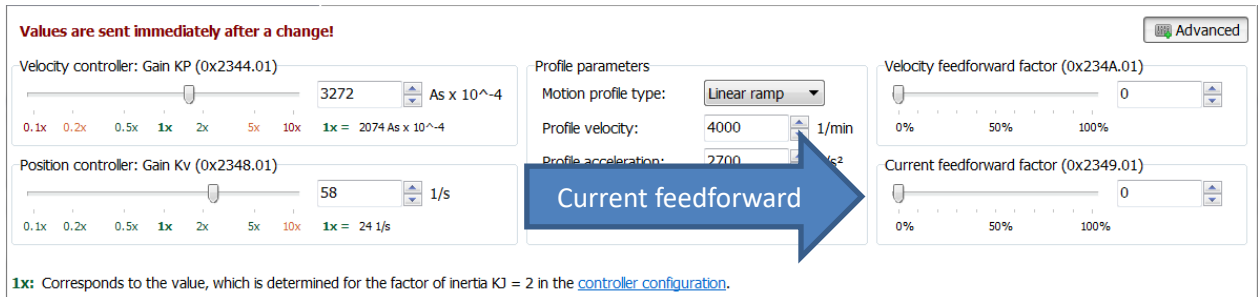 Values are sent immediately after a change!
Advanced
Velocity controller: Gain KP (0x2344.01)
3272 As x 10^-4
0.1x 0.2x 0.5x 1x 2x 5x 10x 1x = 2074 As x 10^-4
Position controller: Gain Kv (0x2348.01)
58 1/s
0.1x 0.2x 0.5x 1x 2x 5x 10x 1x = 24 1/s
Profile parameters
Motion profile type: Linear ramp
Profile velocity: 4000 1/min
Profile acceleration: 2700 /s²
Current feedforward
Velocity feedforward factor (0x234A.01)
0
0% 50% 100%
Current feedforward factor (0x2349.01)
0
0% 50% 100%
1x: Corresponds to the value, which is determined for the factor of inertia KJ = 2 in the controller configuration.